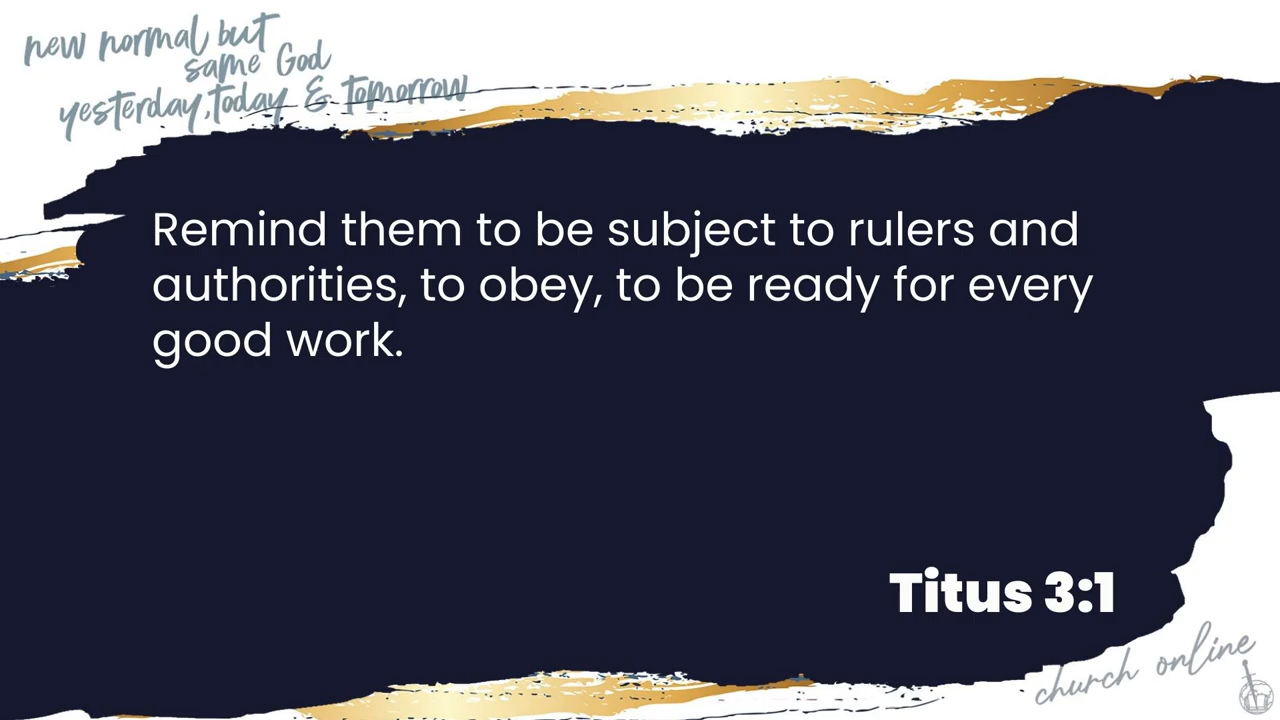 new normal but
same God
yesterday, today & tomorrow
Remind them to be subject to rulers and
authorities, to obey, to be ready for every
good work.
Titus 3:1
church online